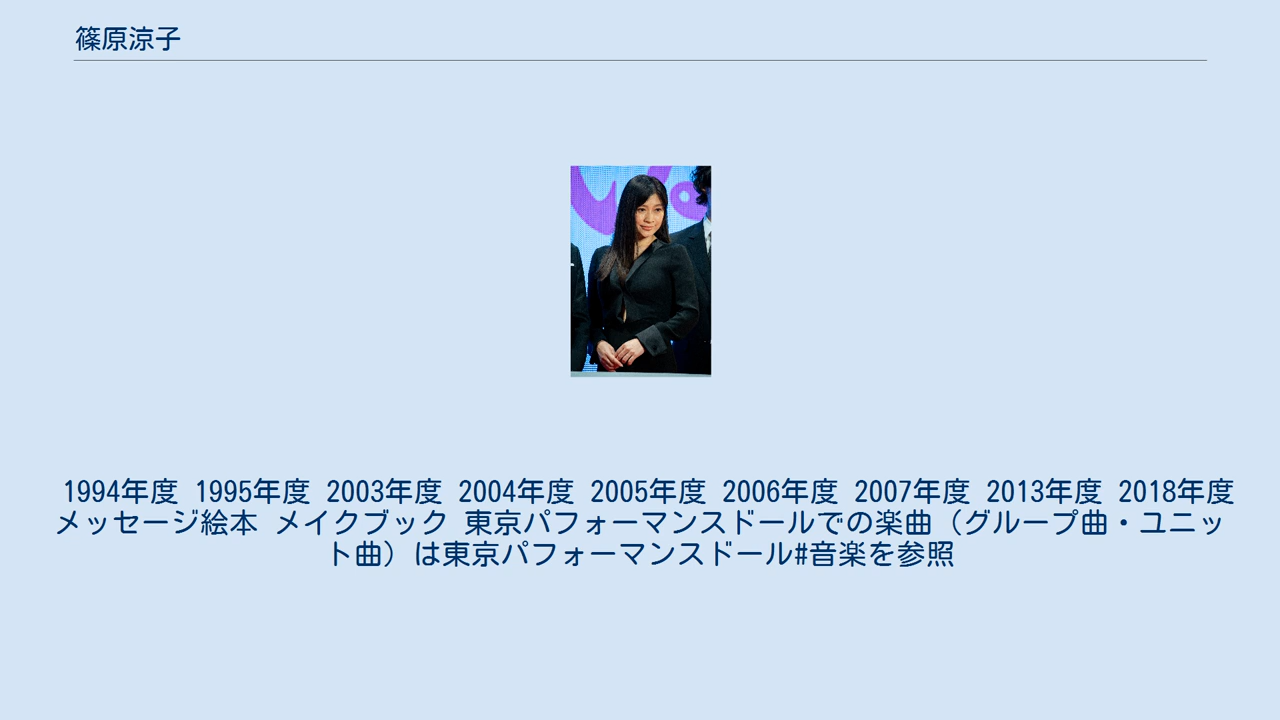 篠原涼子
1994年度 1995年度 2003年度 2004年度 2005年度 2006年度 2007年度 2013年度 2018年度
メッセージ絵本 メイクブック 東京パフォーマンスドールでの楽曲（グループ曲・ユニッ
ト曲）は東京パフォーマンスドール#音楽を参照